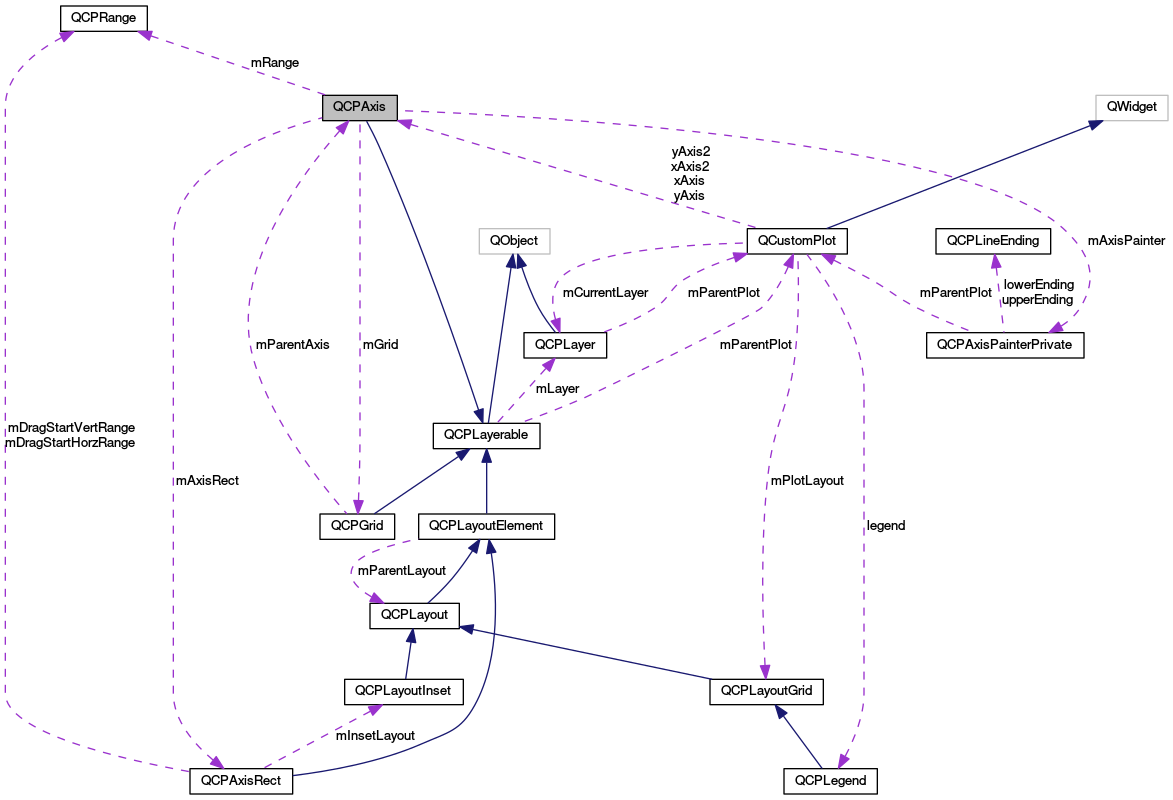 QCPRange
mRange
QCPAxis
QWidget
yAxis2
xAxis2
xAxis
yAxis
QObject
QCustomPlot
QCPLineEnding
mAxisPainter
mCurrentLayer
mParentPlot
mParentPlot
lowerEnding
upperEnding
mParentAxis
mGrid
QCPLayer
mParentPlot
QCPAxisPainterPrivate
mLayer
mDragStartVertRange
mDragStartHorzRange
QCPLayerable
mAxisRect
mPlotLayout
QCPGrid
QCPLayoutElement
legend
mParentLayout
QCPLayout
QCPLayoutInset
QCPLayoutGrid
mInsetLayout
QCPAxisRect
QCPLegend